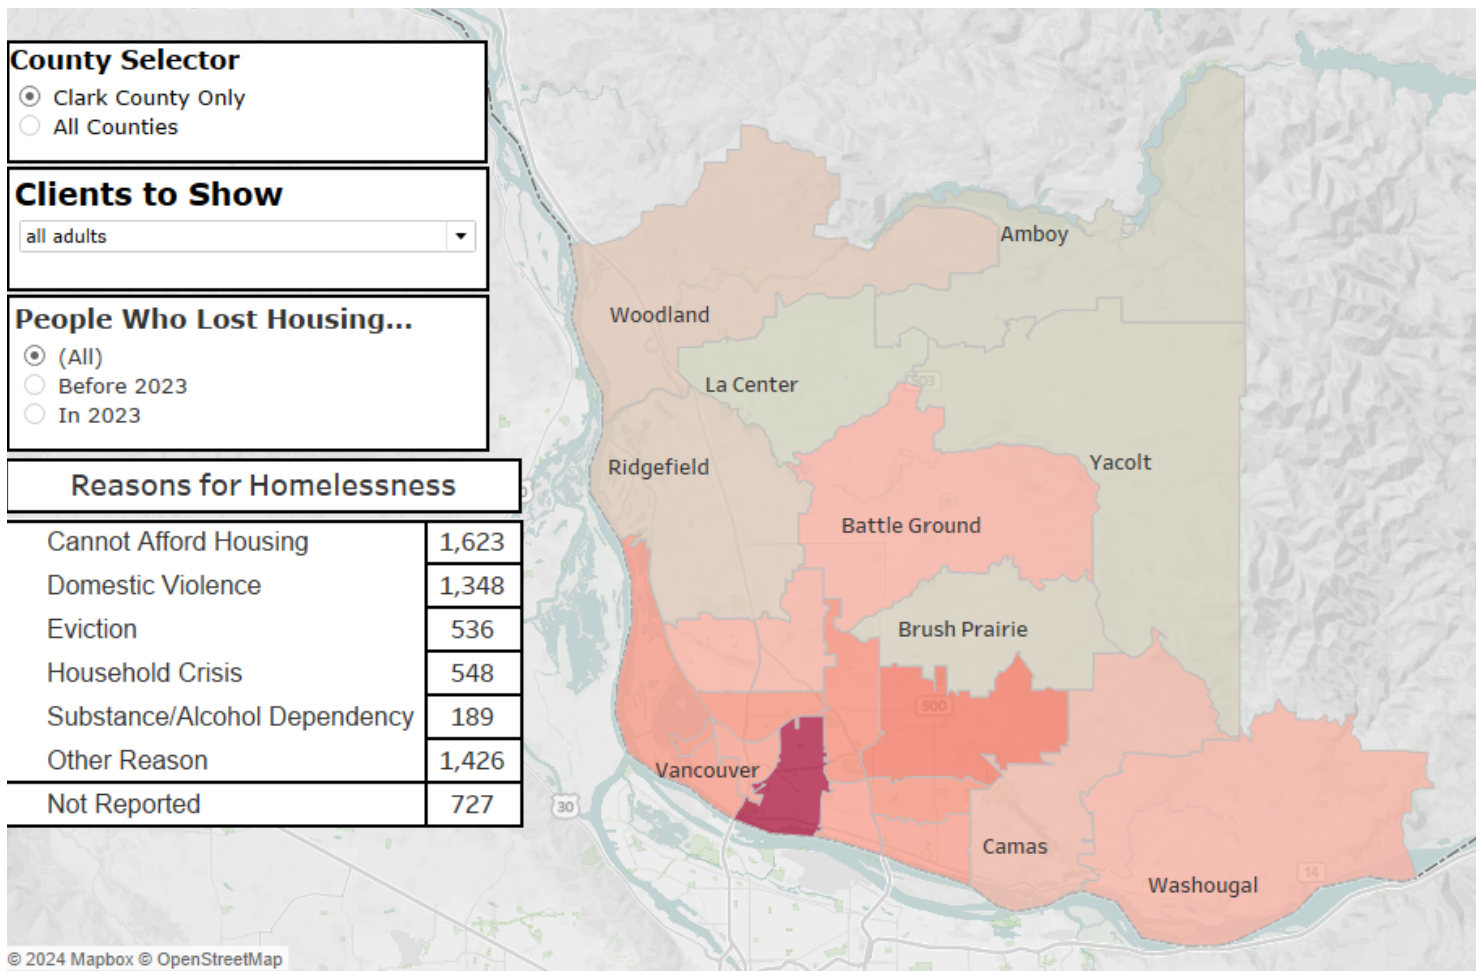 County Selector
Clark County Only
All Counties
Clients to Show
all adults
People Who Lost Housing...
(All)
Before 2023
In 2023
Reasons for Homelessness
Cannot Afford Housing 1,623
Domestic Violence 1,348
Eviction 536
Household Crisis 548
Substance/Alcohol Dependency 189
Other Reason 1,426
Not Reported 727
Amboy
Woodland
503
La Center
Yacolt
Ridgefield
Battle Ground
Brush Prairie
500
Vancouver
30
Camas
14
Washougal
© 2024 Mapbox © OpenStreetMap